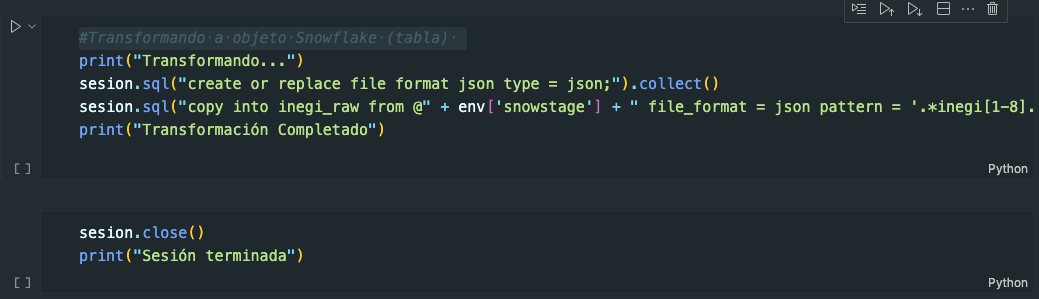 #Transformando a objeto Snowflake (tabla)
print("Transformando...")
sesion.sql("create or replace file format json type = json;").collect()
sesion.sql("copy into inegi_raw from @" + env['snowstage'] + " file_format = json pattern = '.*inegi[1-8].
print("Transformación Completado")
[ ]
Python
sesion.close()
print("Sesión terminada")
[ ]
Python